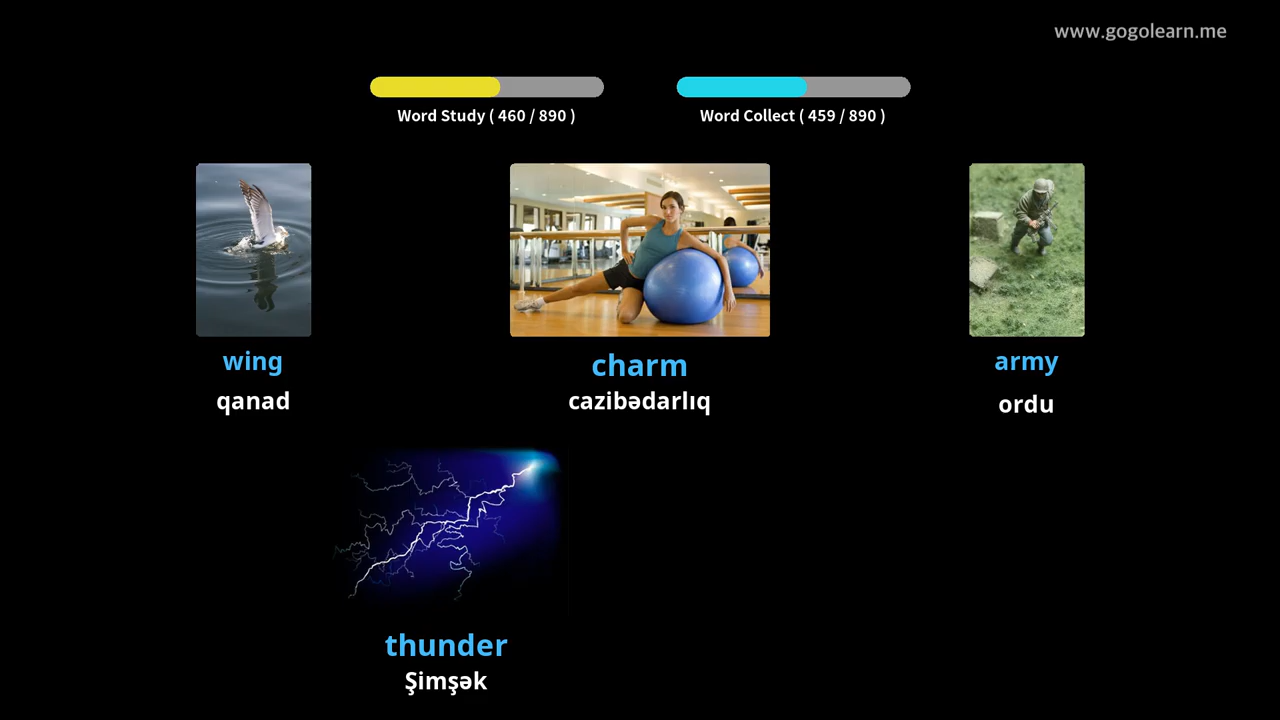 www.gogolearn.me
Word Study ( 460 / 890 )
Word Collect ( 459 / 890 )
wing
qanad
charm
cazibədarlıq
army
ordu
thunder
Şimşək